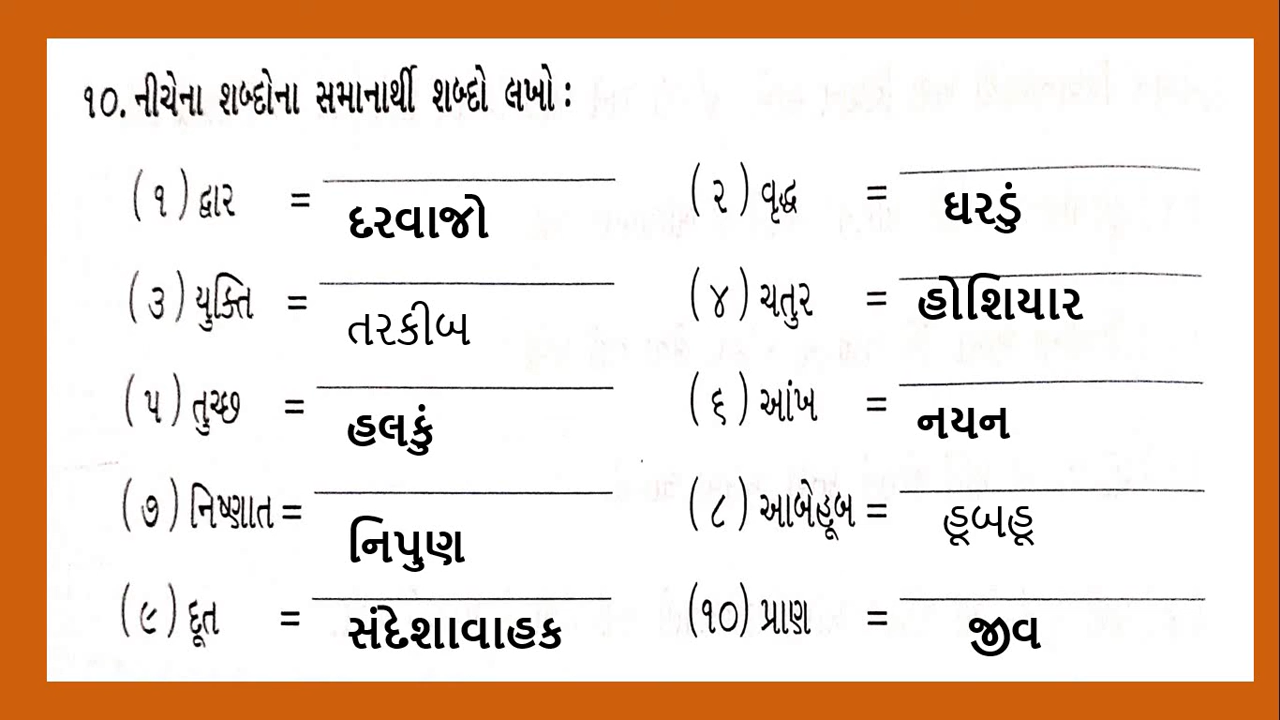 ૧૦. નીચેના શબ્દોના સમાનાર્થી શબ્દો લખો :
(૧) દ્વાર = દરવાજો (૨) વૃદ્ધ = ઘરડું
(૩) યુક્તિ = તરકીબ (૪) ચતુર = હોશિયાર
(૫) તુચ્છ = હલકું (૬) આંખ = નયન
(૭) નિષ્ણાત = નિપુણ (૮) આબેહૂબ = હૂબહૂ
(૯) દૂત = સંદેશાવાહક (૧૦) પ્રાણ = જીવ